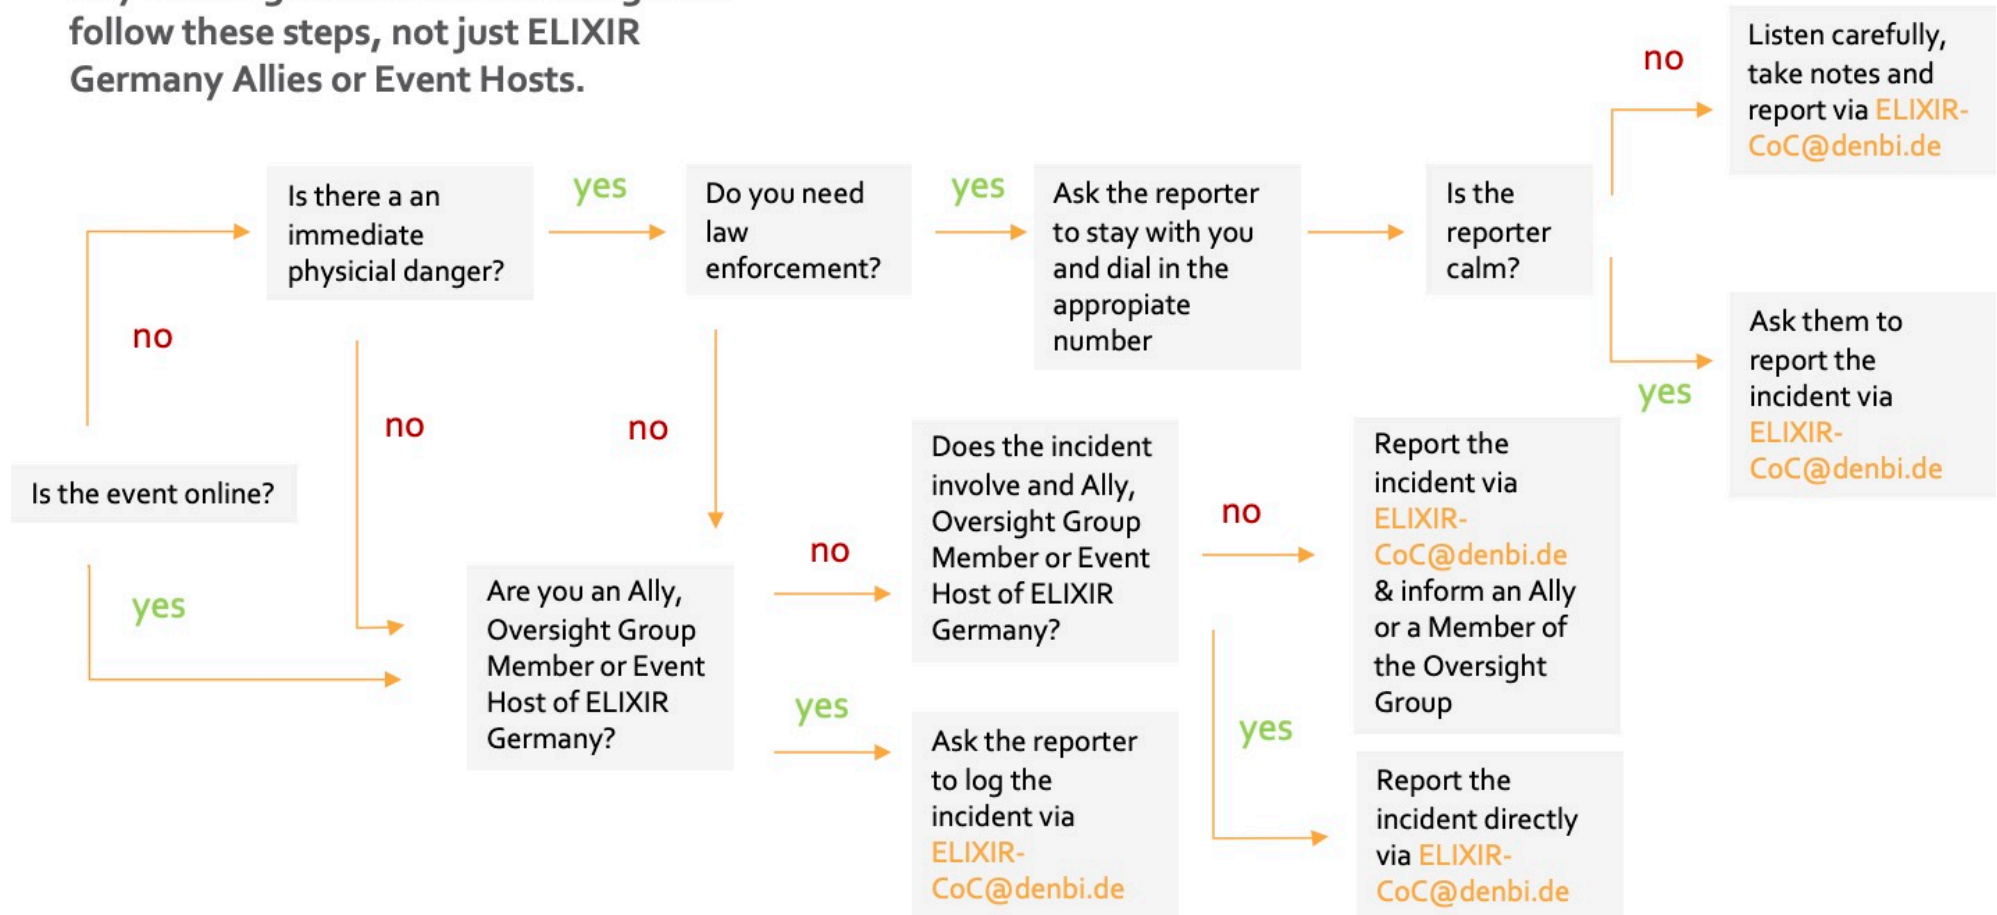 follow these steps, not just ELIXIR
Germany Allies or Event Hosts.
no
Listen carefully,
take notes and
report via ELIXIR-
CoC@denbi.de
Is there a an
immediate
physicial danger?
yes
Do you need
law
enforcement?
yes
Ask the reporter
to stay with you
and dial in the
appropiate
number
Is the
reporter
calm?
yes
Ask them to
report the
incident via
ELIXIR-
CoC@denbi.de
no
no
no
Is the event online?
yes
Are you an Ally,
Oversight Group
Member or Event
Host of ELIXIR
Germany?
no
Does the incident
involve and Ally,
Oversight Group
Member or Event
Host of ELIXIR
Germany?
no
Report the
incident via
ELIXIR-
CoC@denbi.de
& inform an Ally
or a Member of
the Oversight
Group
yes
Ask the reporter
to log the
incident via
ELIXIR-
CoC@denbi.de
yes
Report the
incident directly
via ELIXIR-
CoC@denbi.de